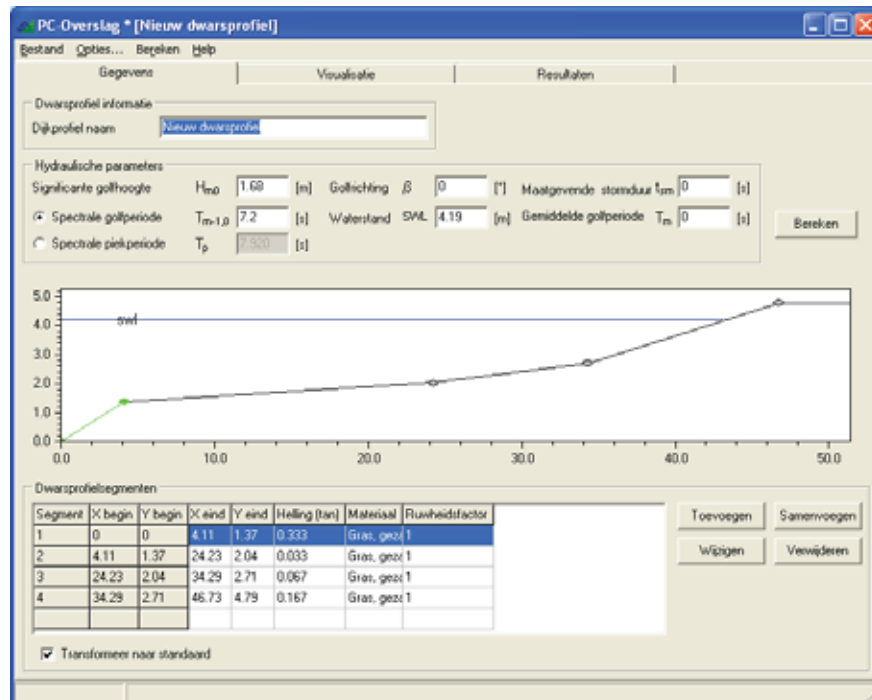 PC-Overslag * [Nieuw dwarsprofiel]
Bestand Opties... Bereken Help
Gegevens Visualisatie Resultaten
Dwarsprofiel informatie
Dijkprofiel naam Nieuw dwarsprofiel
Hydraulische parameters
Significante golfhoogte Hm0 1.68 [m] Golfrichting β 0 [°] Maatgevende stormduur tsm 0 [s]
Spectrale golfperiode Tm-1,0 7.2 [s] Waterstand SWL 4.19 [m] Gemiddelde golfperiode Tm 0 [s]
Bereken
Spectrale piekperiode Tp 7.920 [s]
5.0
4.0
swl
3.0
2.0
1.0
0.0
0.0 10.0 20.0 30.0 40.0 50.0
Dwarsprofielsegmenten
Segment X begin Y begin X eind Y eind Helling (tan) Materiaal Ruwheidsfactor
1 0 0 4.11 1.37 0.333 Gras, geza 1
2 4.11 1.37 24.23 2.04 0.033 Gras, geza 1
3 24.23 2.04 34.29 2.71 0.067 Gras, geza 1
4 34.29 2.71 46.73 4.79 0.167 Gras, geza 1
Toevoegen Samenvoegen
Wijzigen Verwijderen
Transformeer naar standaard